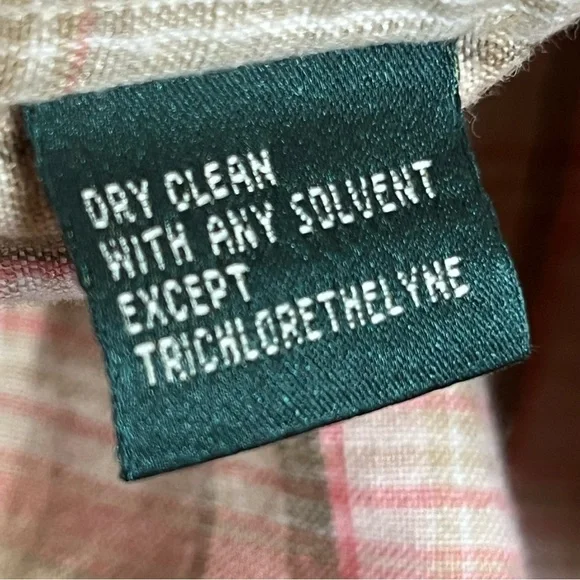 DRY CLEAN
WITH ANY SOLVENT
EXCEPT
TRICHLORETHELYNE